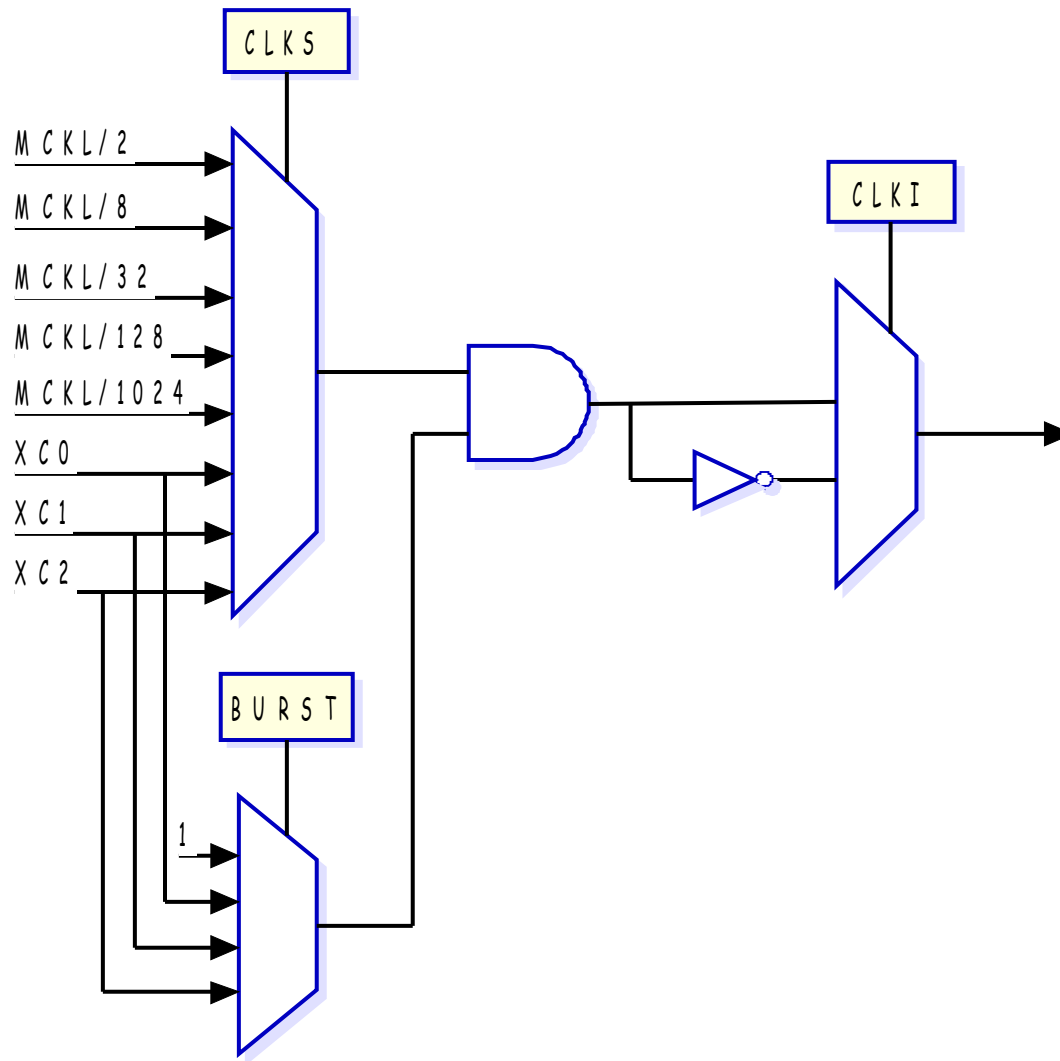 CLKS
MCKL/2
MCKL/8
CLKI
MCKL/32
MCKL/128
MCKL/1024
XC0
XC1
XC2
BURST
1